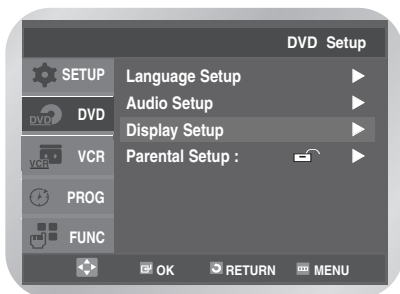 DVD Setup
SETUP
Language Setup
DVD
DVD
Audio Setup
Display Setup
VCR
VCR
Parental Setup :
PROG
FUNC
OK
RETURN
MENU